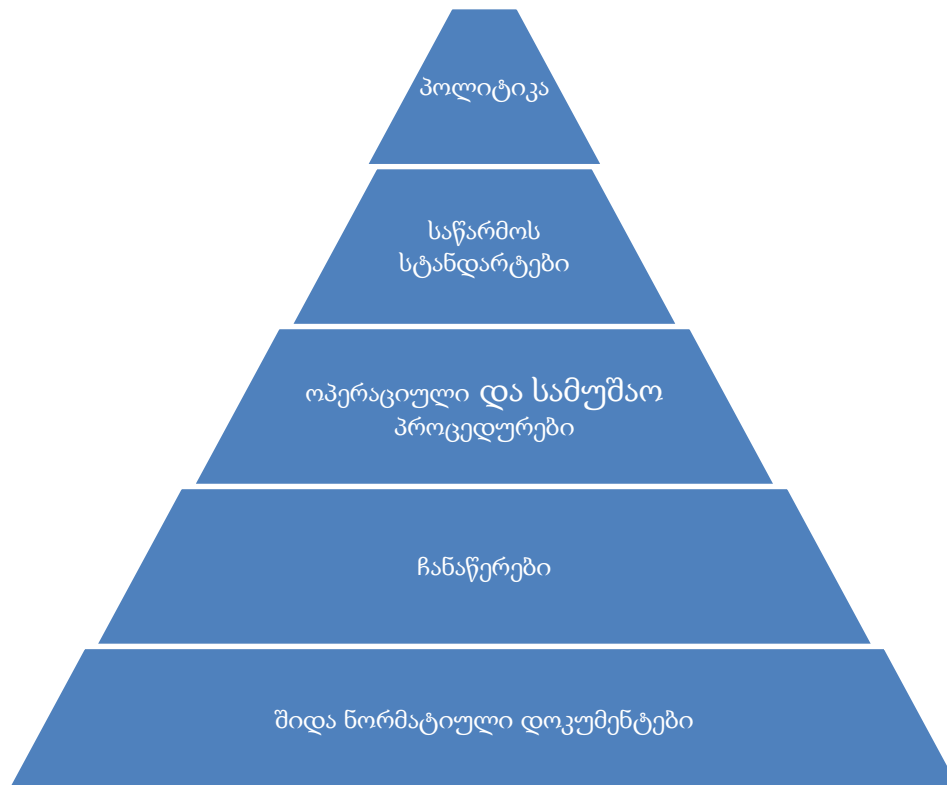 პოლიტიკა
საწარმოს
სტანდარტები
ოპერაციული და სამუშაო
პროცედურები
ჩანაწერები
შიდა ნორმატიული დოკუმენტები